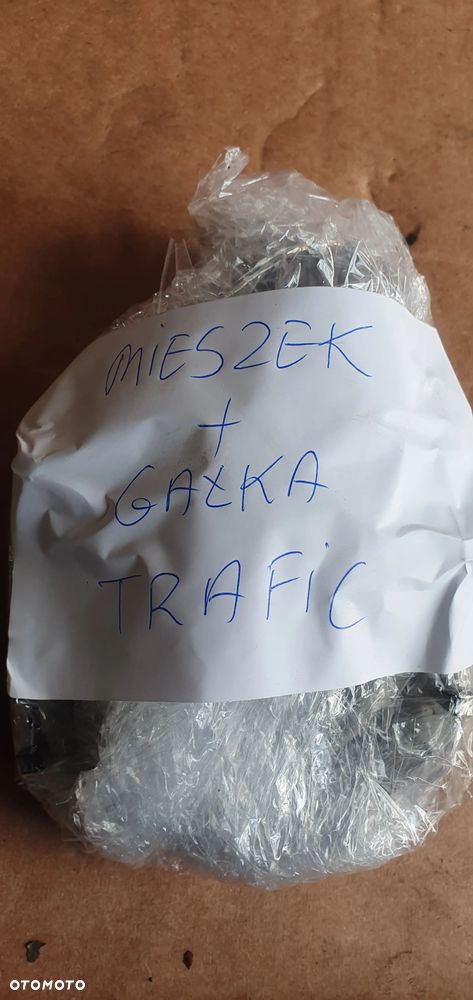 MiESZEK
+
GAŁKA
TRAFiC
OTOMOTO